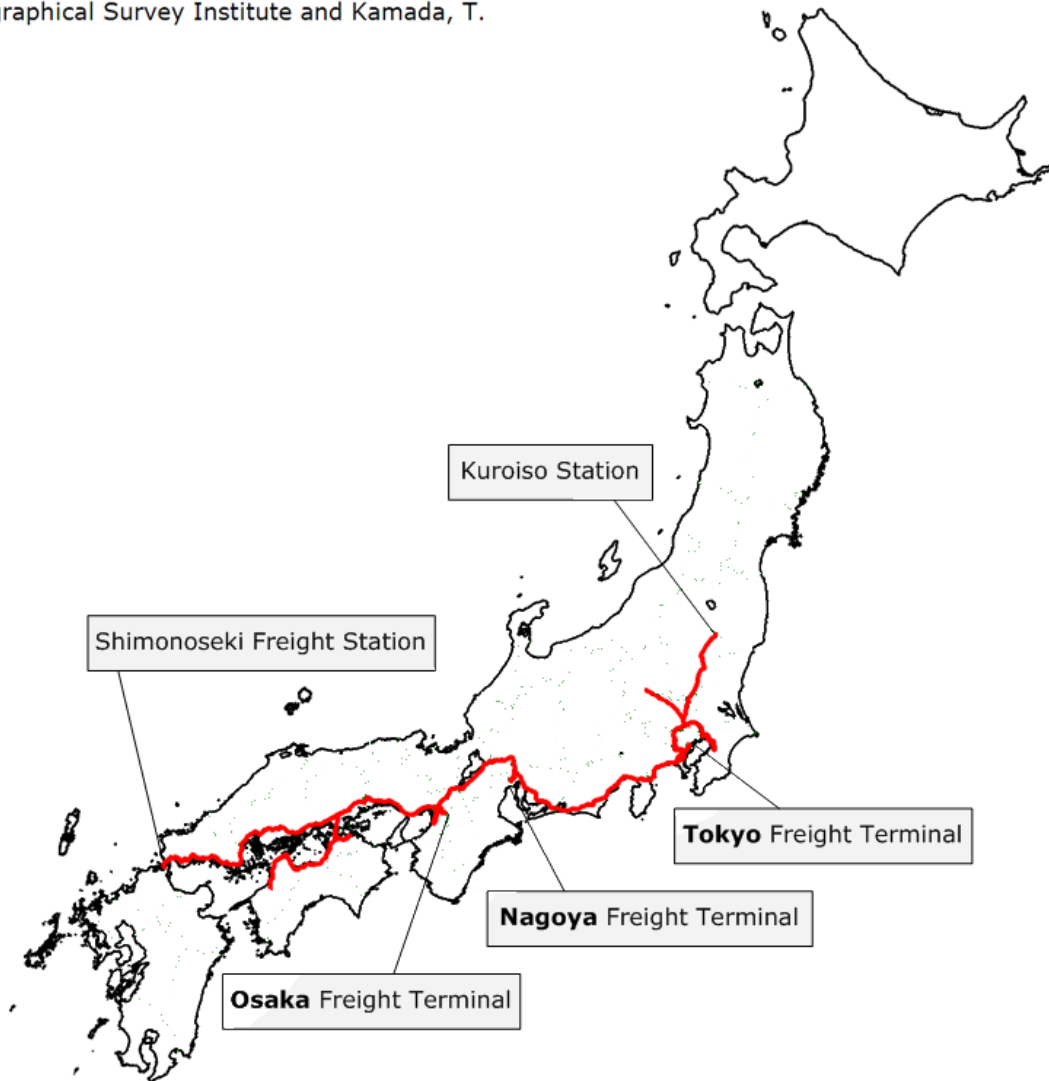 graphical Survey Institute and Kamada, T.
Kuroiso Station
Shimonoseki Freight Station
Tokyo Freight Terminal
Nagoya Freight Terminal
Osaka Freight Terminal